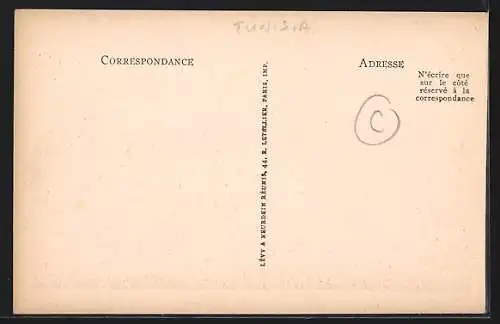 TUNISIA
CORRESPONDANCE
ADRESSE
N'écrire que
sur le côté
réservé à la
correspondance
C
LÉVY & NEURDEIN RÉUNIS, 44, R. LETELLIER, PARIS, IMP.